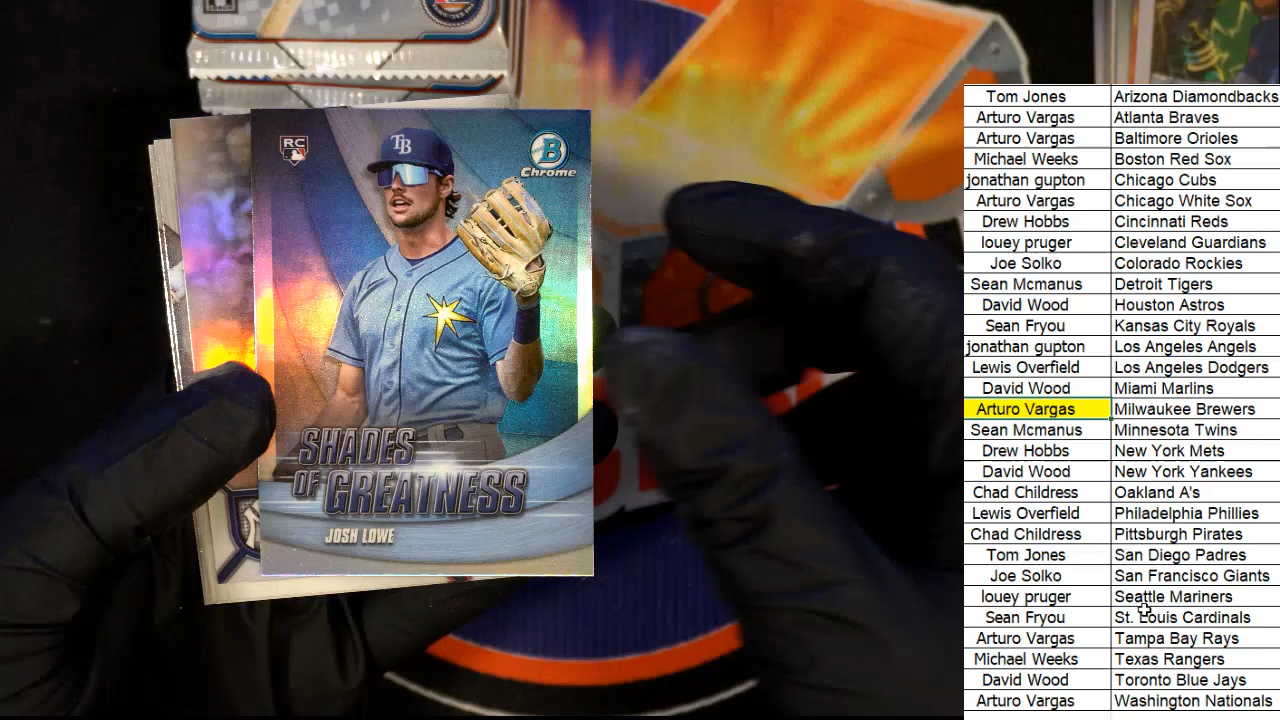 RC
TB
B
Chrome
SHADES
OF GREATNESS
JOSH LOWE
Tom Jones Arizona Diamondbacks
Arturo Vargas Atlanta Braves
Arturo Vargas Baltimore Orioles
Michael Weeks Boston Red Sox
jonathan gupton Chicago Cubs
Arturo Vargas Chicago White Sox
Drew Hobbs Cincinnati Reds
louey pruger Cleveland Guardians
Joe Solko Colorado Rockies
Sean Mcmanus Detroit Tigers
David Wood Houston Astros
Sean Fryou Kansas City Royals
jonathan gupton Los Angeles Angels
Lewis Overfield Los Angeles Dodgers
David Wood Miami Marlins
Arturo Vargas Milwaukee Brewers
Sean Mcmanus Minnesota Twins
Drew Hobbs New York Mets
David Wood New York Yankees
Chad Childress Oakland A's
Lewis Overfield Philadelphia Phillies
Chad Childress Pittsburgh Pirates
Tom Jones San Diego Padres
Joe Solko San Francisco Giants
louey pruger Seattle Mariners
Sean Fryou St. Louis Cardinals
Arturo Vargas Tampa Bay Rays
Michael Weeks Texas Rangers
David Wood Toronto Blue Jays
Arturo Vargas Washington Nationals